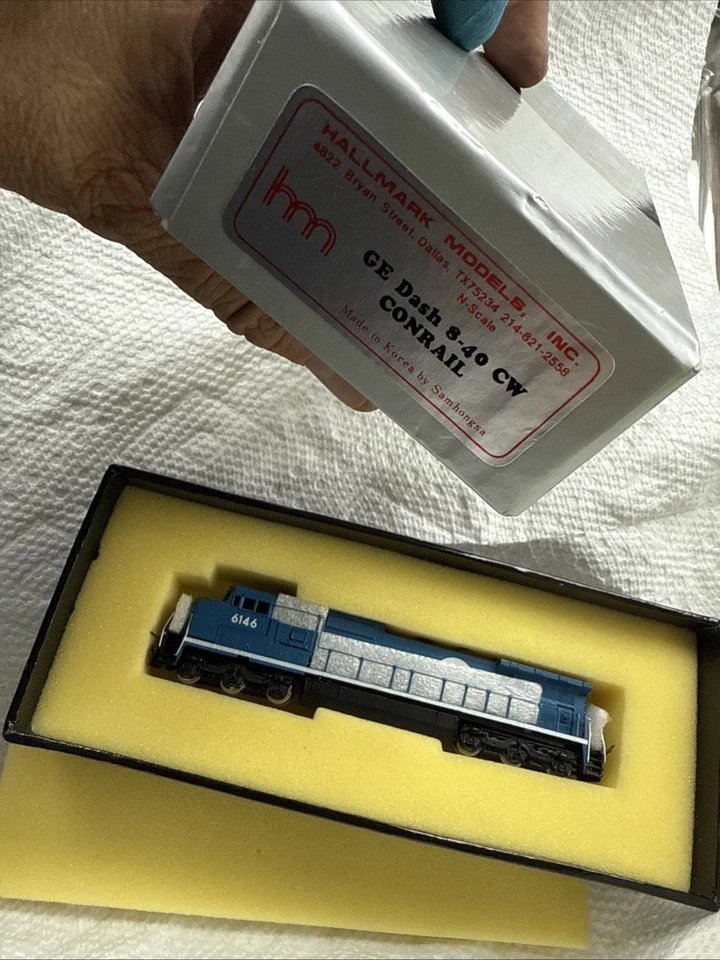 HALLMARK MODELS, INC.
4822 Bryan Street, Dallas, TX75234 214-821-2558
hm
N-Scale
GE Dash 8-40 CW
CONRAIL
Made in Korea by Samhongsa
6146